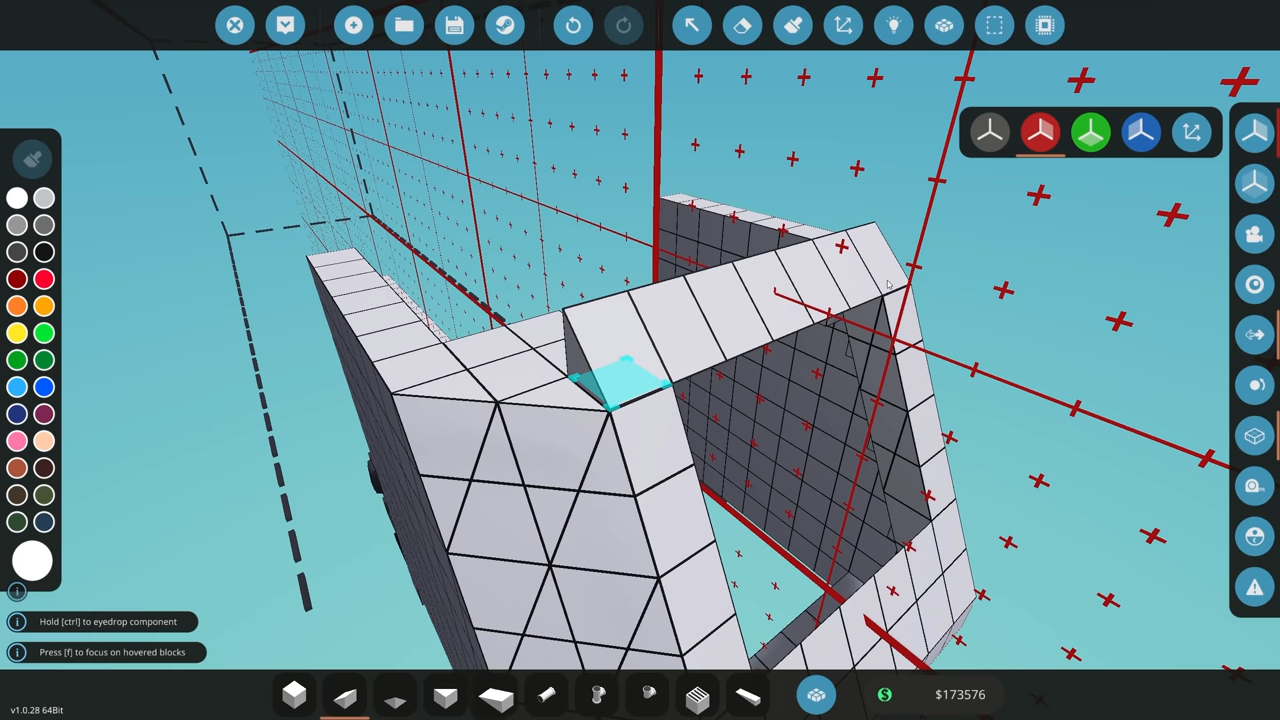 Hold [ctrl] to eyedrop component
Press [f] to focus on hovered blocks
v1.0.28 64Bit
$173576